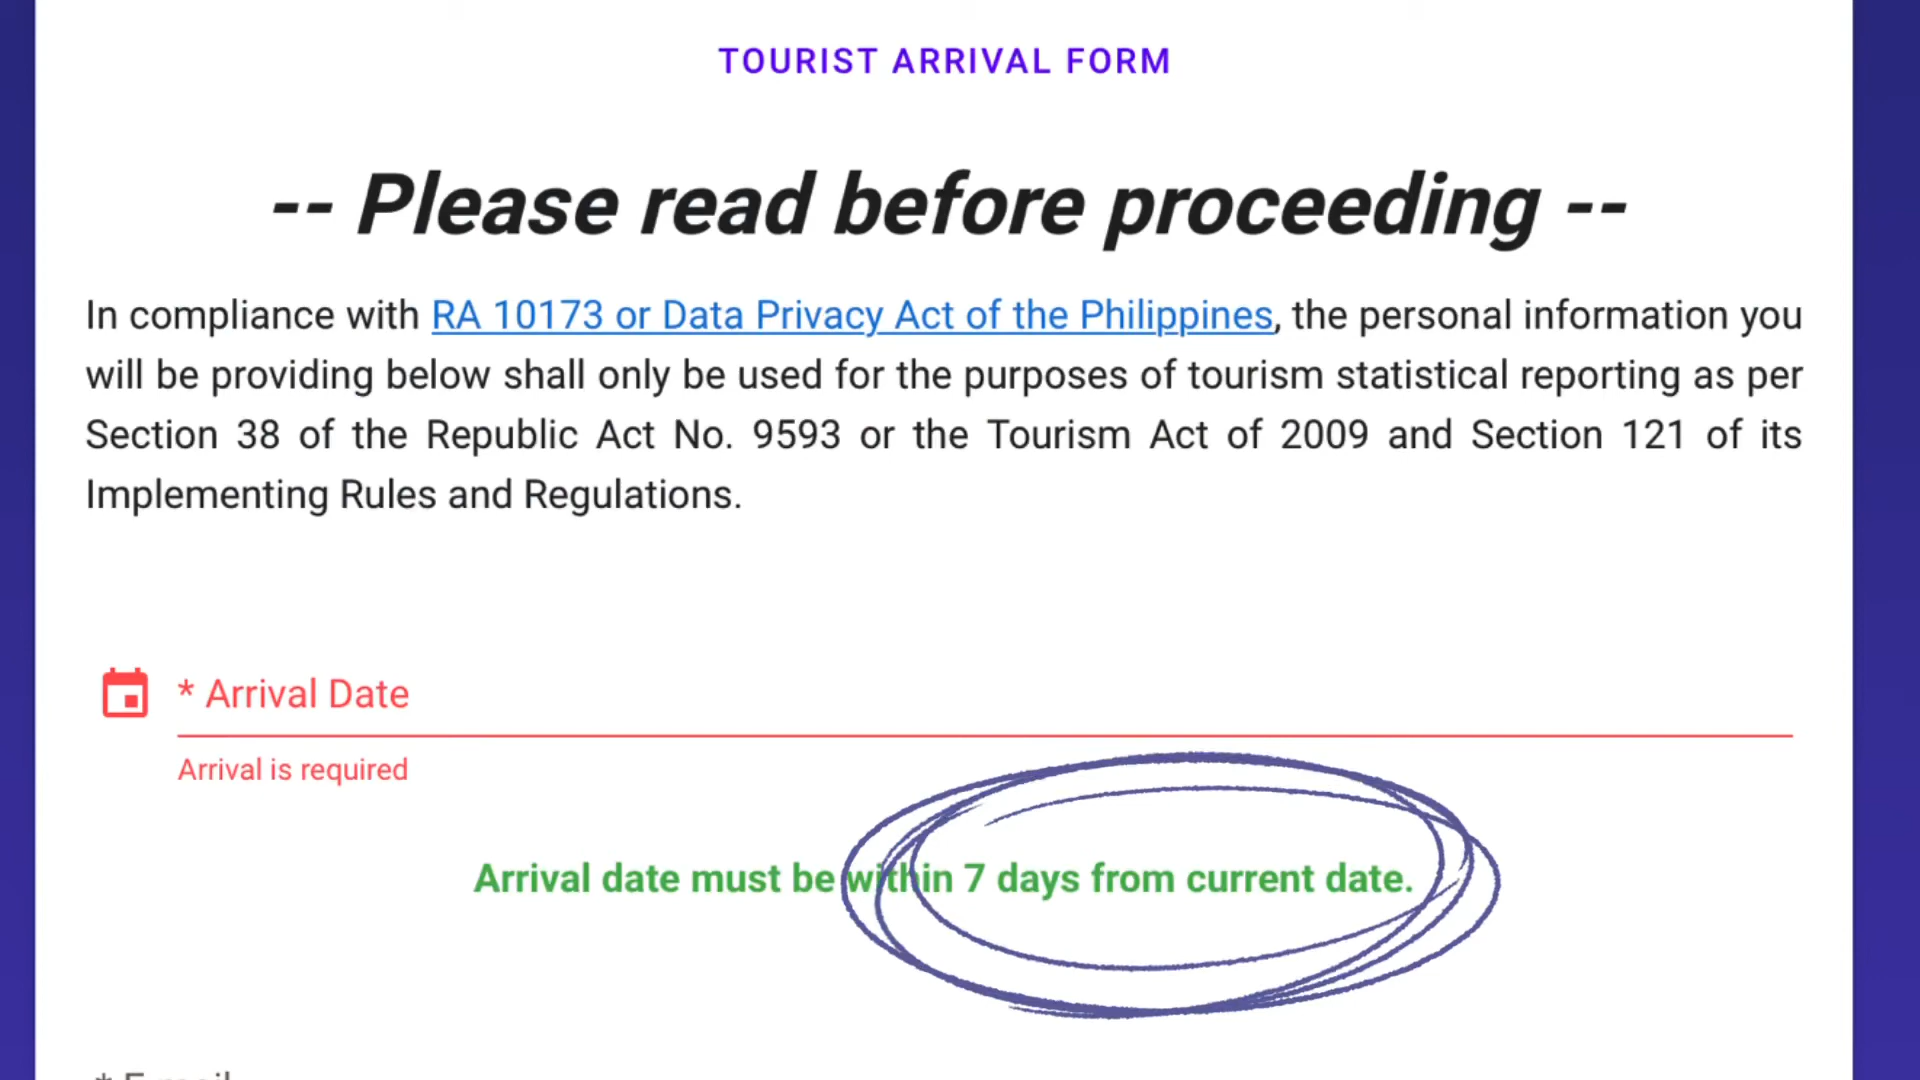 TOURIST ARRIVAL FORM
-- Please read before proceeding --
In compliance with RA 10173 or Data Privacy Act of the Philippines, the personal information you
will be providing below shall only be used for the purposes of tourism statistical reporting as per
Section 38 of the Republic Act No. 9593 or the Tourism Act of 2009 and Section 121 of its
Implementing Rules and Regulations.
* Arrival Date
Arrival is required
Arrival date must be within 7 days from current date.
* E-mail